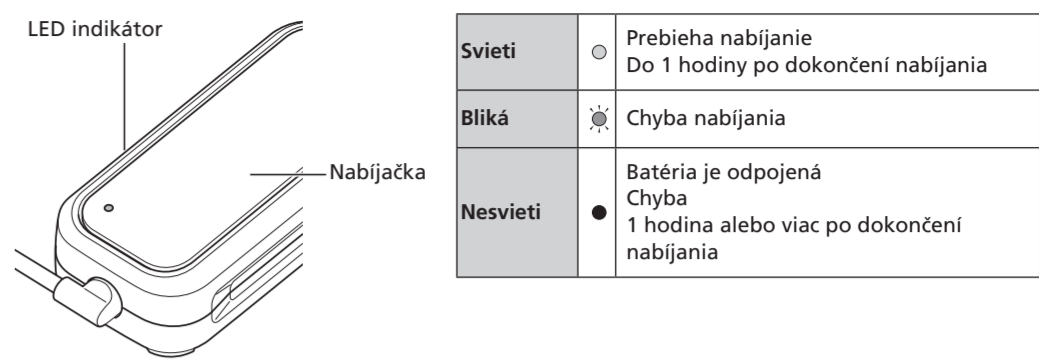 LED indikátor
Nabíjačka
Svieti
Prebieha nabíjanie
Do 1 hodiny po dokončení nabíjania
Bliká
Chyba nabíjania
Nesvieti
Batéria je odpojená
Chyba
1 hodina alebo viac po dokončení
nabíjania